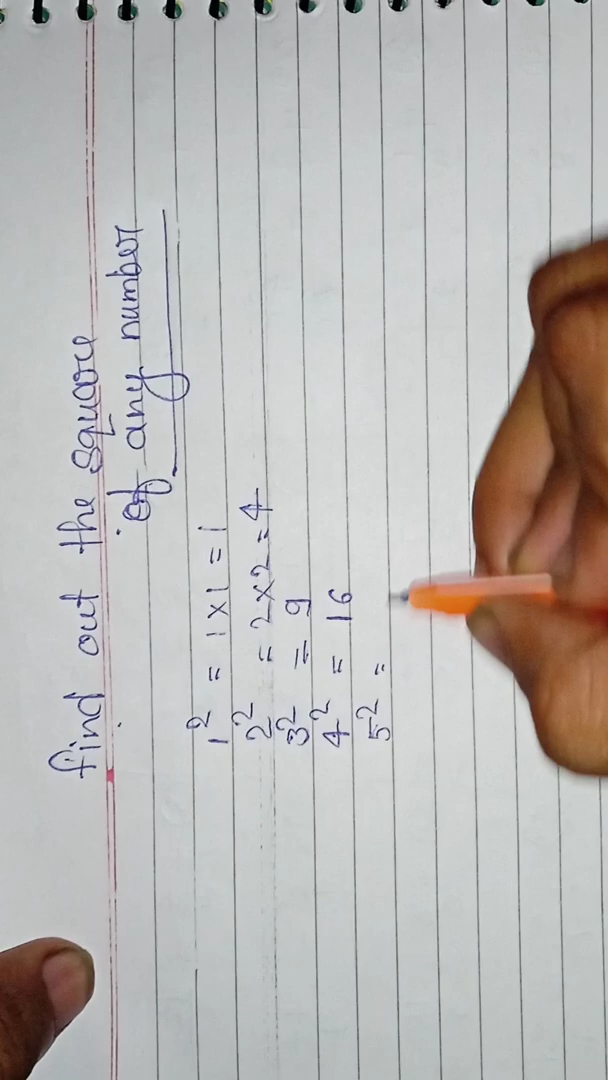 find out the square
of any number
1² = 1×1 = 1
2² = 2×2 = 4
3² = 9
4² = 16
5² =